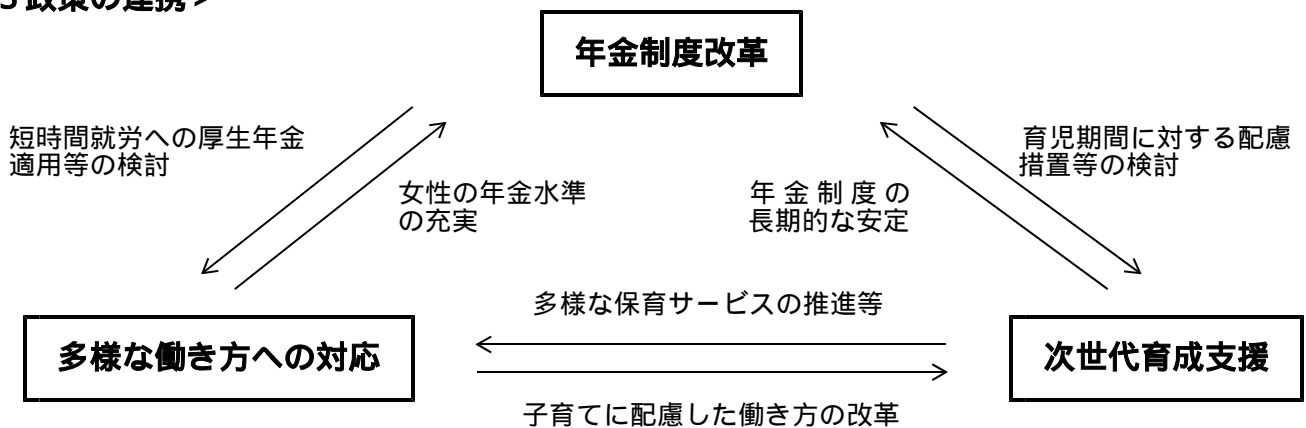 政策の連携>
年金制度改革
短時間就労への厚生年金
適用等の検討
育児期間に対する配慮
措置等の検討
女性の年金水準
の充実
年金制度の
長期的な安定
多様な保育サービスの推進等
多様な働き方への対応
次世代育成支援
子育てに配慮した働き方の改革